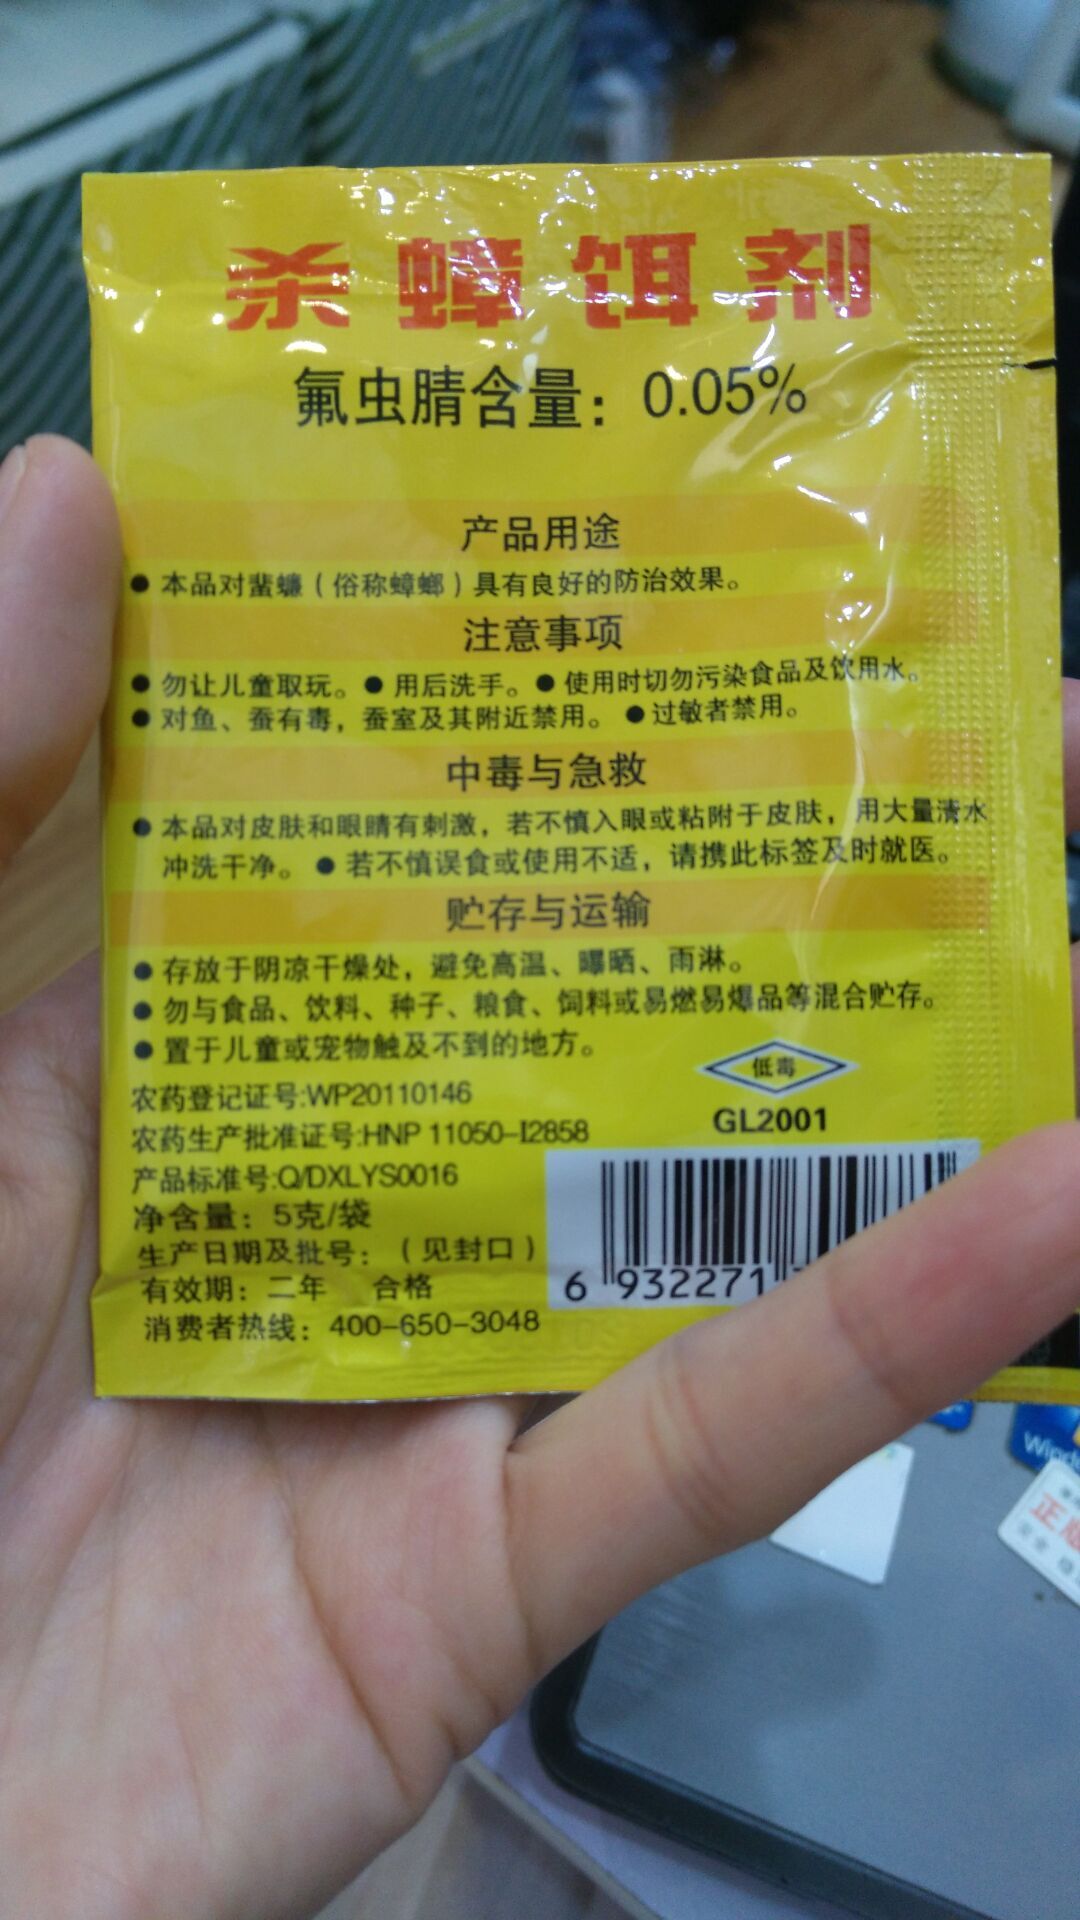 杀蟑饵剂
氟虫腈含量：0.05%
产品用途
● 本品对蜚蠊（俗称蟑螂）具有良好的防治效果。
注意事项
● 勿让儿童取玩。● 用后洗手。● 使用时切勿污染食品及饮用水。
● 对鱼、蚕有毒，蚕室及其附近禁用。● 过敏者禁用。
中毒与急救
● 本品对皮肤和眼睛有刺激，若不慎入眼或粘附于皮肤，用大量清水
冲洗干净。● 若不慎误食或使用不适，请携此标签及时就医。
贮存与运输
● 存放于阴凉干燥处，避免高温、曝晒、雨淋。
● 勿与食品、饮料、种子、粮食、饲料或易燃易爆品等混合贮存。
● 置于儿童或宠物触及不到的地方。
低毒
农药登记证号:WP20110146
GL2001
农药生产批准证号:HNP 11050-I2858
产品标准号:Q/DXLYS0016
净含量：5克/袋
生产日期及批号：（见封口）
有效期：二年 合格
消费者热线：400-650-3048
6 932271
正版